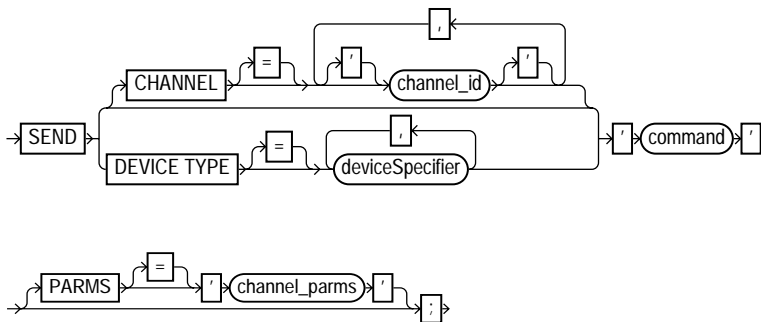 ,
= ' '
CHANNEL channel_id
SEND , ' command '
=
DEVICE TYPE deviceSpecifier
=
PARMS ' channel_parms '
;